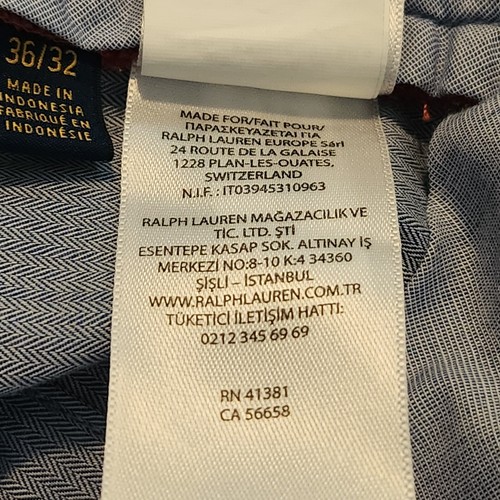 36/32
MADE IN
INDONESIA
FABRIQUÉ EN
INDONÉSIE
MADE FOR/FAIT POUR/
ΠΑΡΑΣΚΕΥΑΖΕΤΑΙ ΓΙΑ
RALPH LAUREN EUROPE Sárl
24 ROUTE DE LA GALAISE
1228 PLAN-LES-OUATES,
SWITZERLAND
N.I.F. : IT03945310963
RALPH LAUREN MAĞAZACILIK VE
TİC. LTD. ŞTİ
ESENTEPE KASAP SOK. ALTINAY İŞ
MERKEZİ NO:8-10 K:4 34360
ŞİŞLİ – İSTANBUL
WWW.RALPHLAUREN.COM.TR
TÜKETİCİ İLETİŞİM HATTI:
0212 345 69 69
RN 41381
CA 56658